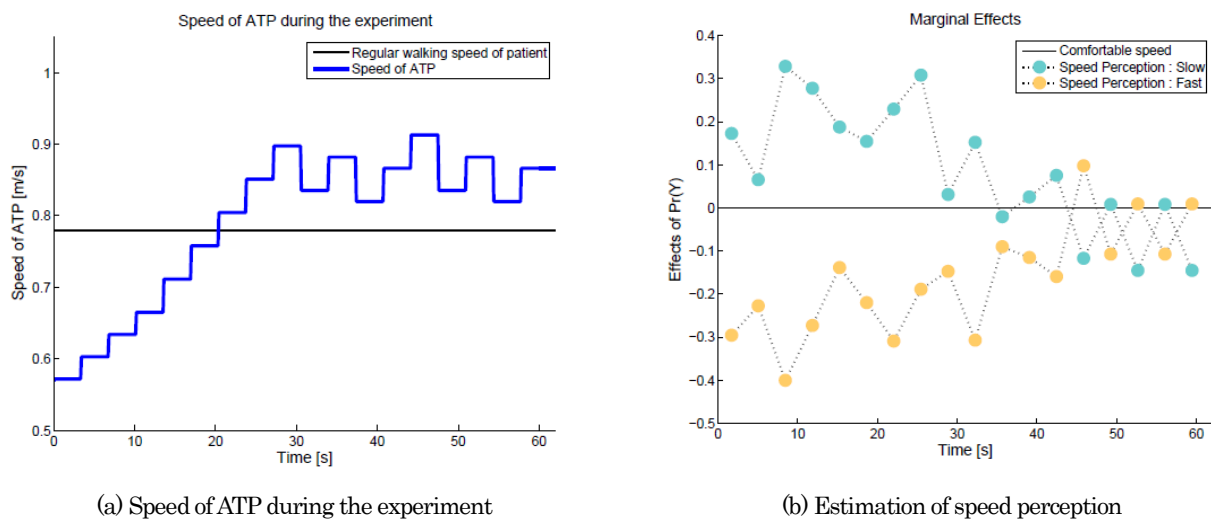 Speed of ATP during the experiment
Regular walking speed of patient
Speed of ATP
Speed of ATP [m/s]
1
0.9
0.8
0.7
0.6
0.5
0 10 20 30 40 50 60
Time [s]
(a) Speed of ATP during the experiment
Marginal Effects
Comfortable speed
Speed Perception : Slow
Speed Perception : Fast
Effects of Pr(Y)
0.4
0.3
0.2
0.1
0
−0.1
−0.2
−0.3
−0.4
−0.5
0 10 20 30 40 50 60
Time [s]
(b) Estimation of speed perception